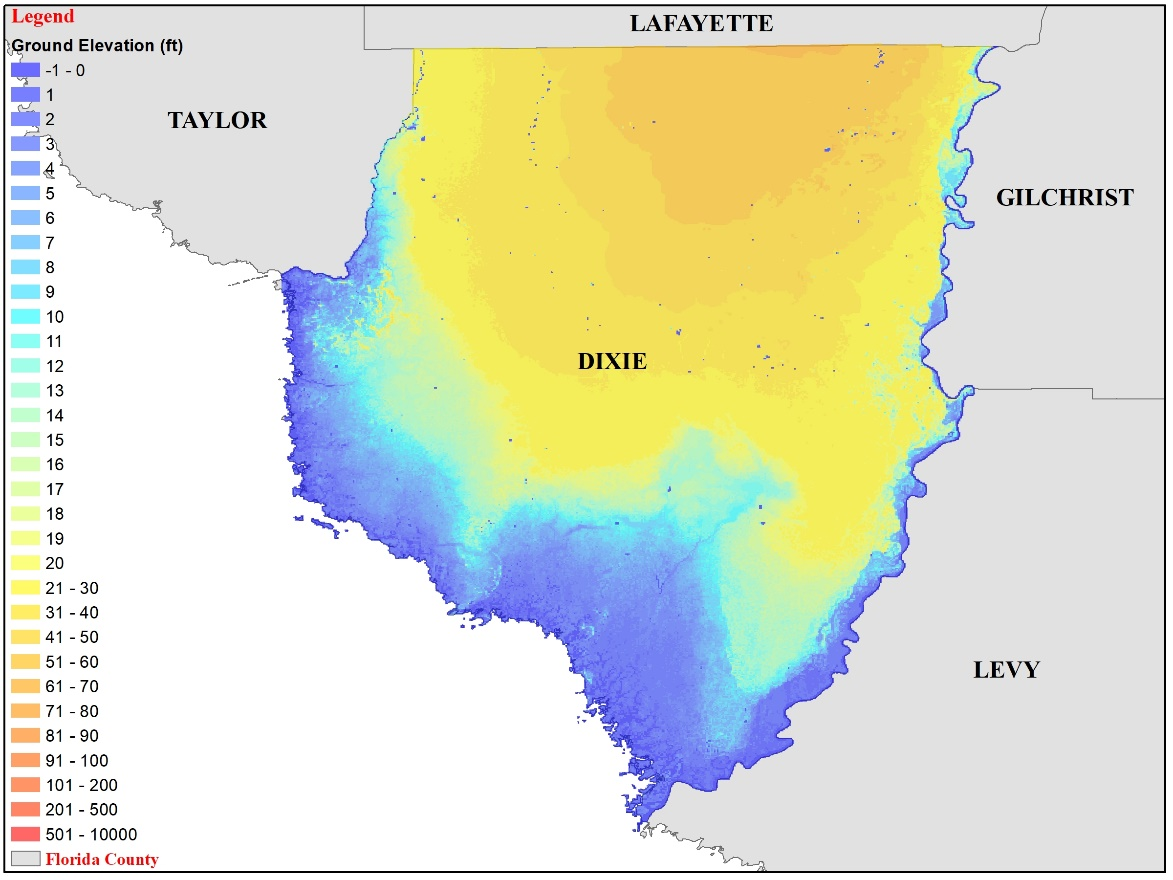 Legend
Ground Elevation (ft)
-1 - 0
1
2
3
4
5
6
7
8
9
10
11
12
13
14
15
16
17
18
19
20
21 - 30
31 - 40
41 - 50
51 - 60
61 - 70
71 - 80
81 - 90
91 - 100
101 - 200
201 - 500
501 - 10000
Florida County
LAFAYETTE
TAYLOR
GILCHRIST
DIXIE
LEVY